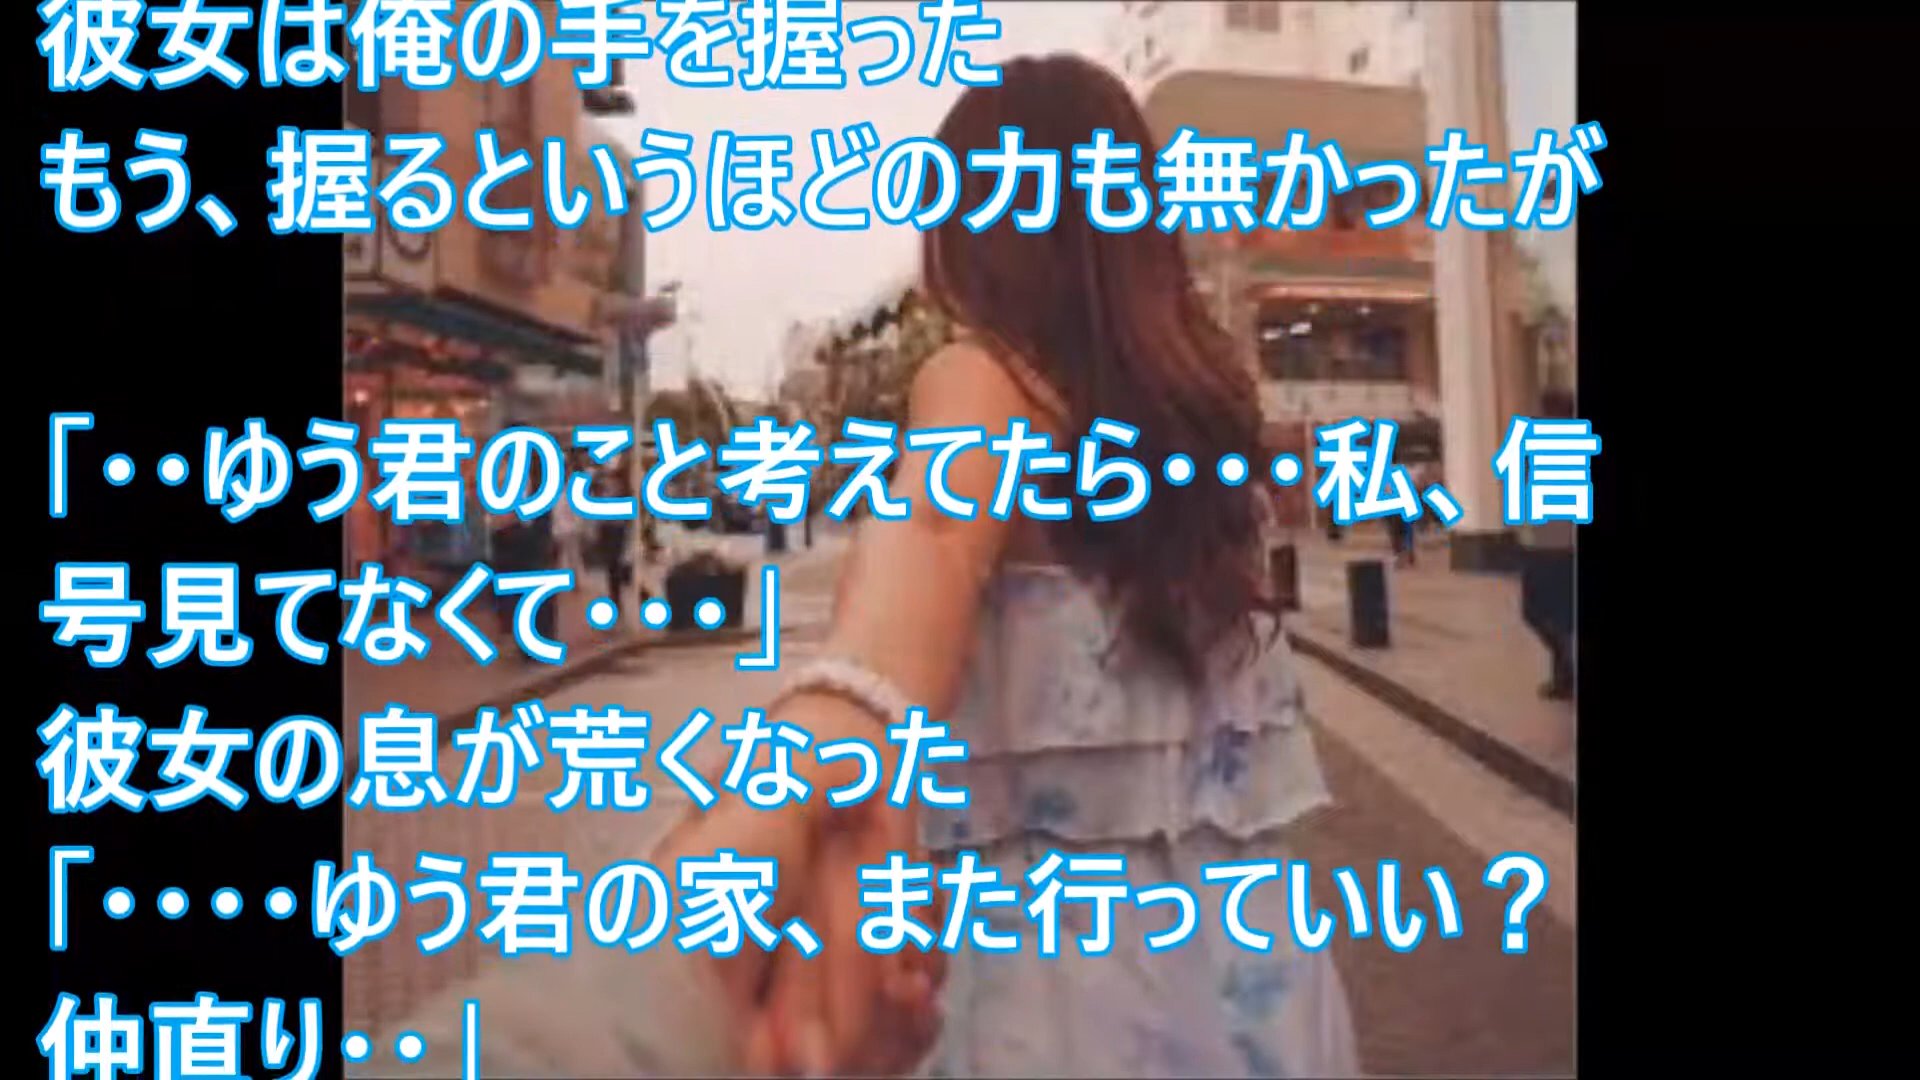 彼女は俺の手を握った
もう、握るというほどの力も無かったが
「‥ゆう君のこと考えてたら・・・私、信
号見てなくて・・・」
彼女の息が荒くなった
「‥‥ゆう君の家、また行っていい？
仲直り‥」